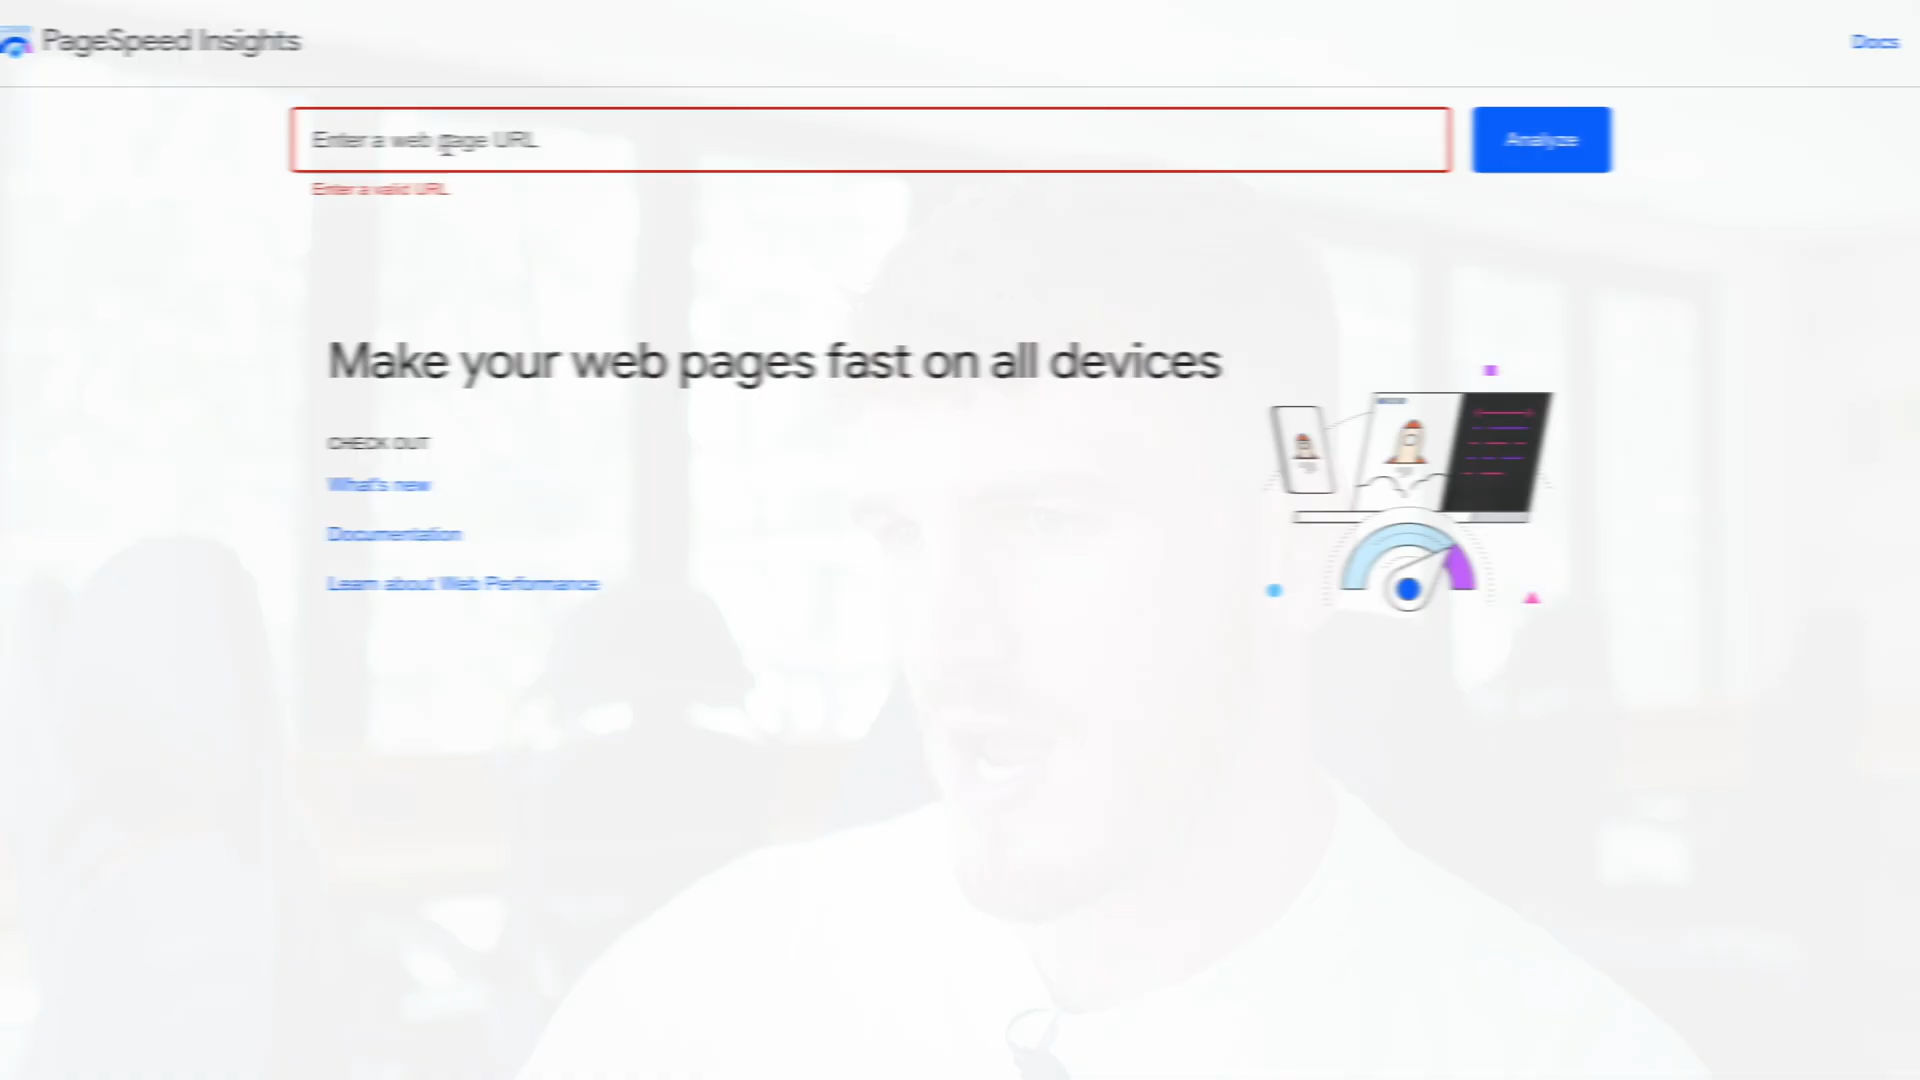 PageSpeed Insights
Docs
Enter a web page URL
Analyze
Enter a valid URL
Make your web pages fast on all devices
CHECK OUT
What's new
Documentation
Learn about Web Performance